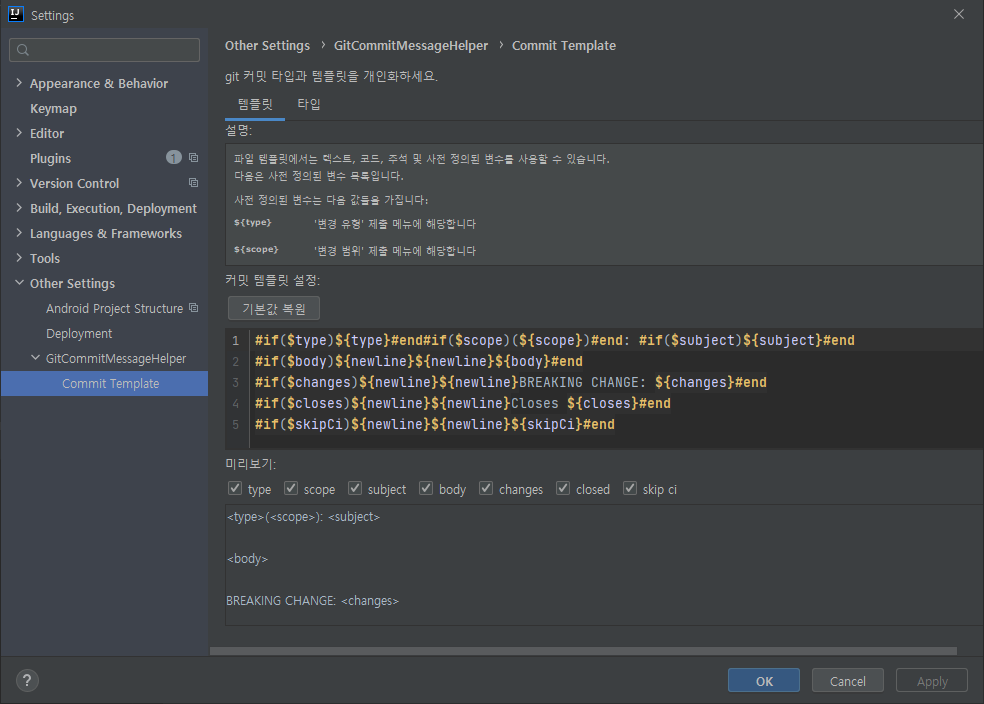 IJ
Settings
Appearance & Behavior
Keymap
Editor
Plugins 1
Version Control
Build, Execution, Deployment
Languages & Frameworks
Tools
Other Settings
Android Project Structure
Deployment
GitCommitMessageHelper
Commit Template
Other Settings › GitCommitMessageHelper › Commit Template
git 커밋 타입과 템플릿을 개인화하세요.
템플릿 타입
설명:
파일 템플릿에서는 텍스트, 코드, 주석 및 사전 정의된 변수를 사용할 수 있습니다.
다음은 사전 정의된 변수 목록입니다.
사전 정의된 변수는 다음 값들을 가집니다:
${type} '변경 유형' 제출 메뉴에 해당합니다
${scope} '변경 범위' 제출 메뉴에 해당합니다
커밋 템플릿 설정:
기본값 복원
1 #if($type)${type}#end#if($scope)(${scope})#end: #if($subject)${subject}#end
2 #if($body)${newline}${newline}${body}#end
3 #if($changes)${newline}${newline}BREAKING CHANGE: ${changes}#end
4 #if($closes)${newline}${newline}Closes ${closes}#end
5 #if($skipCi)${newline}${newline}${skipCi}#end
미리보기:
type scope subject body changes closed skip ci
<type>(<scope>): <subject>
<body>
BREAKING CHANGE: <changes>
? OK Cancel Apply